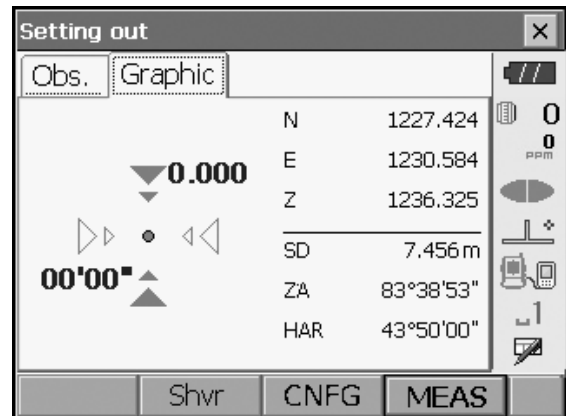 Setting out
Obs. Graphic
N 1227.424
E 1230.584
Z 1236.325
SD 7.456 m
ZA 83°38'53"
HAR 43°50'00"
0.000
00'00"
0
0
PPM
1
Shvr CNFG MEAS